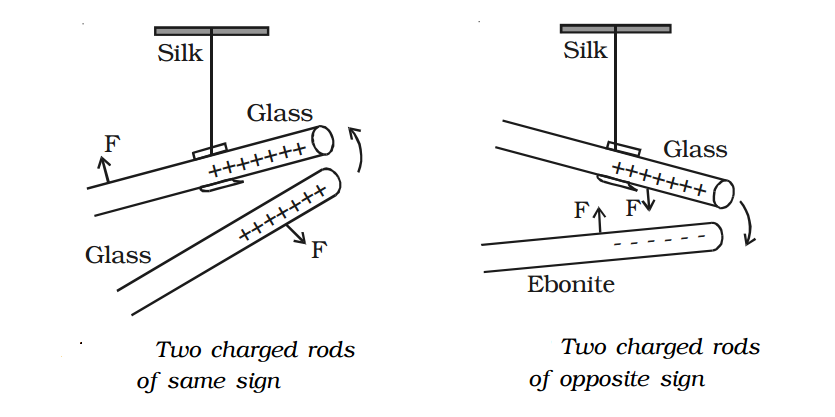 Silk
Glass
F
+++++++
+++++++
F
Glass
Two charged rods
of same sign
Silk
Glass
+++++++
F
F
- - - - - -
Ebonite
Two charged rods
of opposite sign